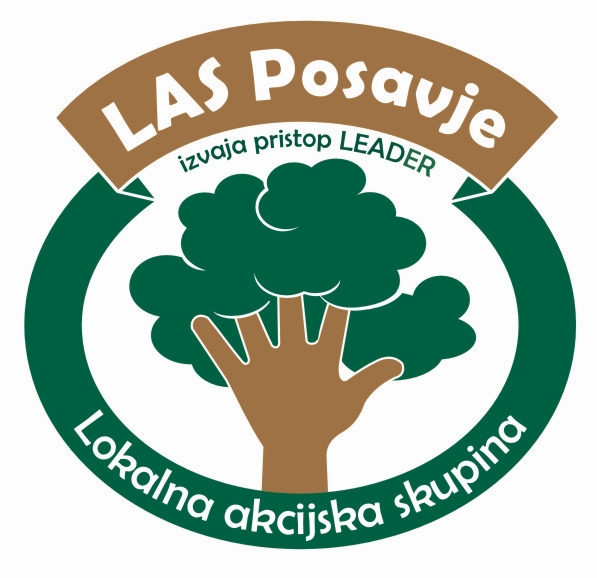 LAS Posavje
izvaja pristop LEADER
Lokalna akcijska skupina